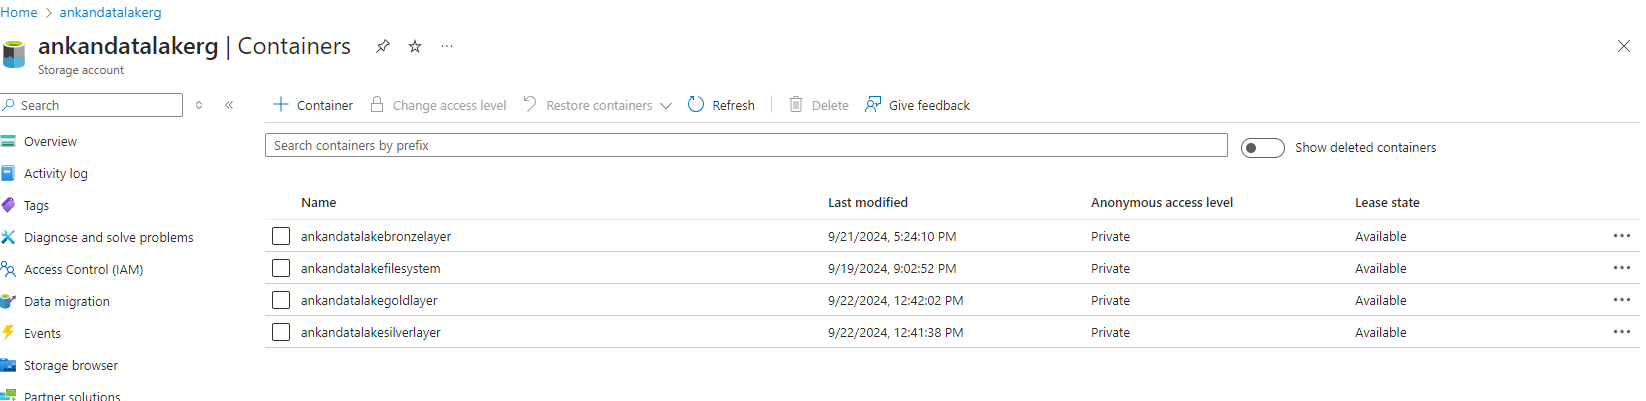 Home > ankandatalakerg
ankandatalakerg | Containers
Storage account
Search
Container Change access level Restore containers Refresh Delete Give feedback
Overview
Activity log
Tags
Diagnose and solve problems
Access Control (IAM)
Data migration
Events
Storage browser
Partner solutions
Search containers by prefix
Show deleted containers
Name Last modified Anonymous access level Lease state
ankandatalakebronzelayer 9/21/2024, 5:24:10 PM Private Available
ankandatalakefilesystem 9/19/2024, 9:02:52 PM Private Available
ankandatalakegoldlayer 9/22/2024, 12:42:02 PM Private Available
ankandatalakesilverlayer 9/22/2024, 12:41:38 PM Private Available